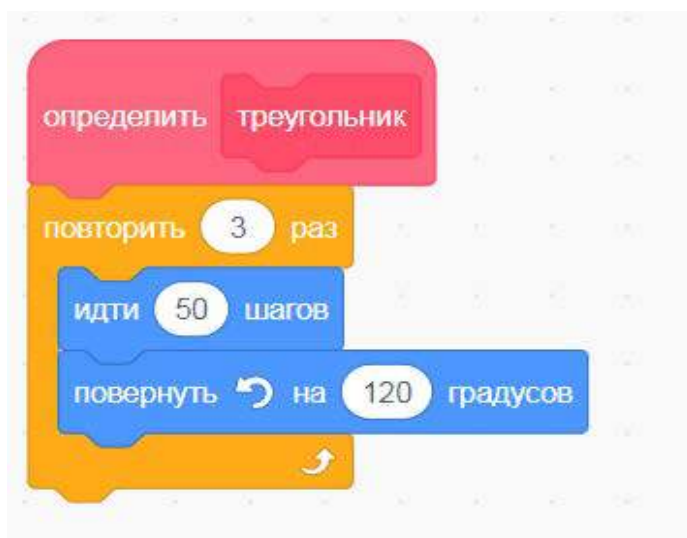 определить треугольник
повторить 3 раз
идти 50 шагов
повернуть на 120 градусов